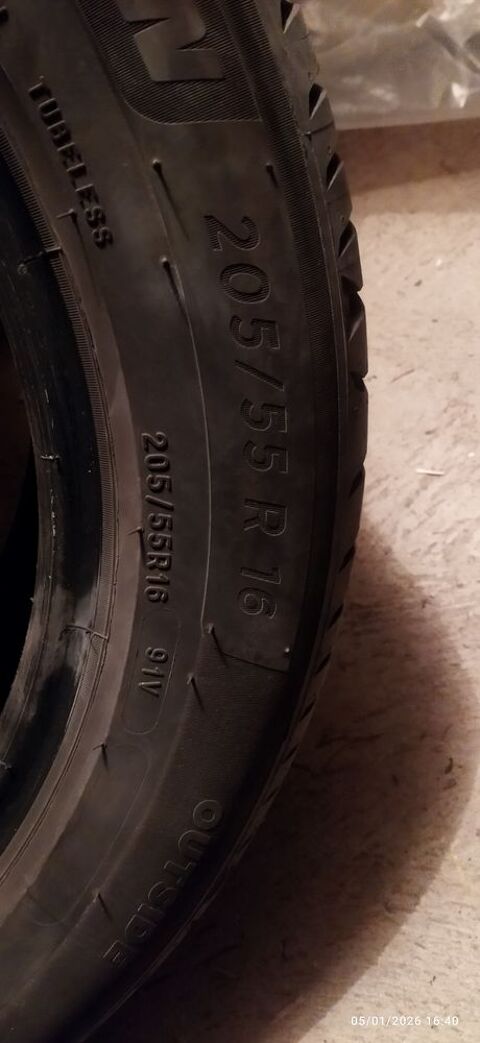 N
TUBELESS
205/55 R 16
205/55R16 91V
OUTSIDE
05/01/2026 16:40